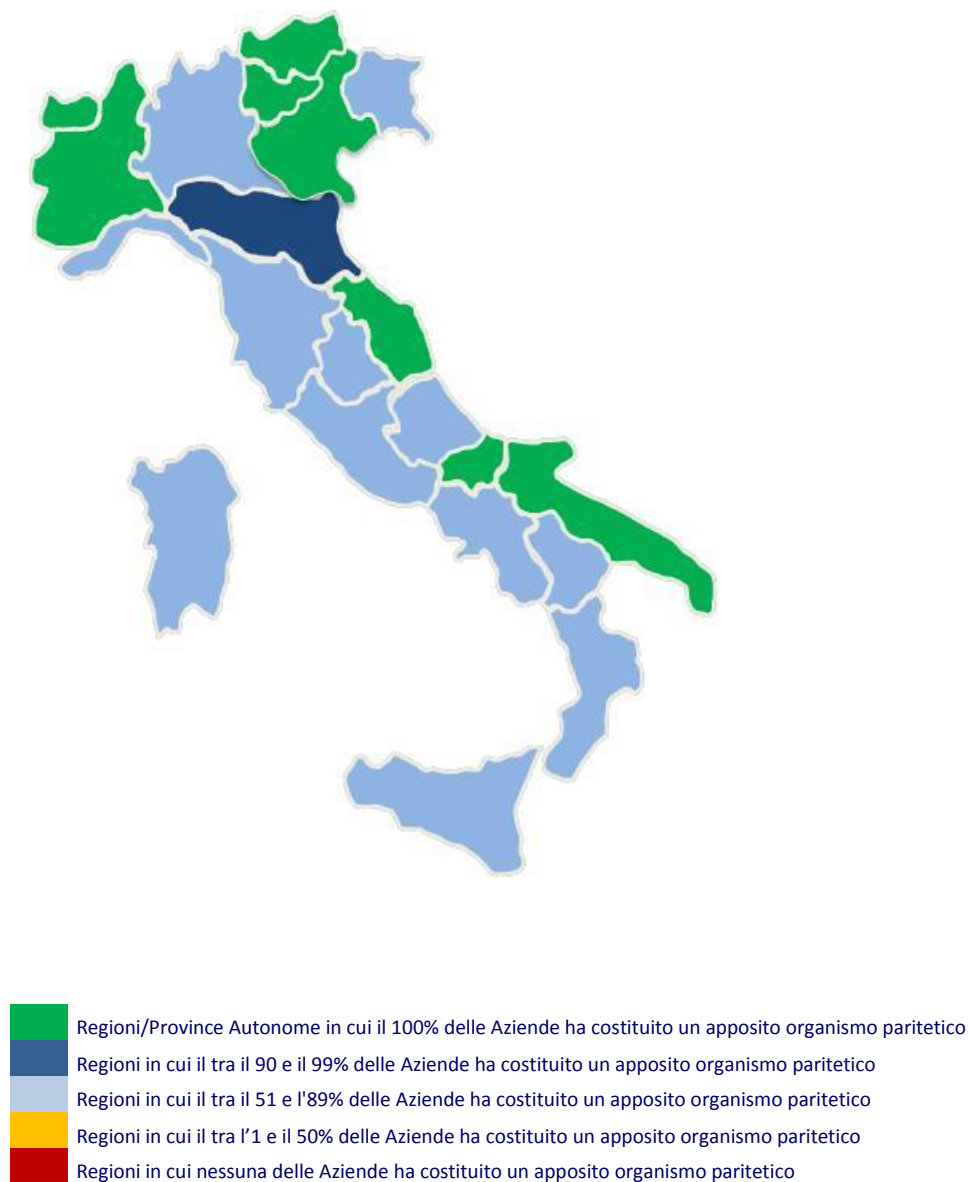 Regioni/Province Autonome in cui il 100% delle Aziende ha costituito un apposito organismo paritetico
Regioni in cui il tra il 90 e il 99% delle Aziende ha costituito un apposito organismo paritetico
Regioni in cui il tra il 51 e l'89% delle Aziende ha costituito un apposito organismo paritetico
Regioni in cui il tra l’1 e il 50% delle Aziende ha costituito un apposito organismo paritetico
Regioni in cui nessuna delle Aziende ha costituito un apposito organismo paritetico